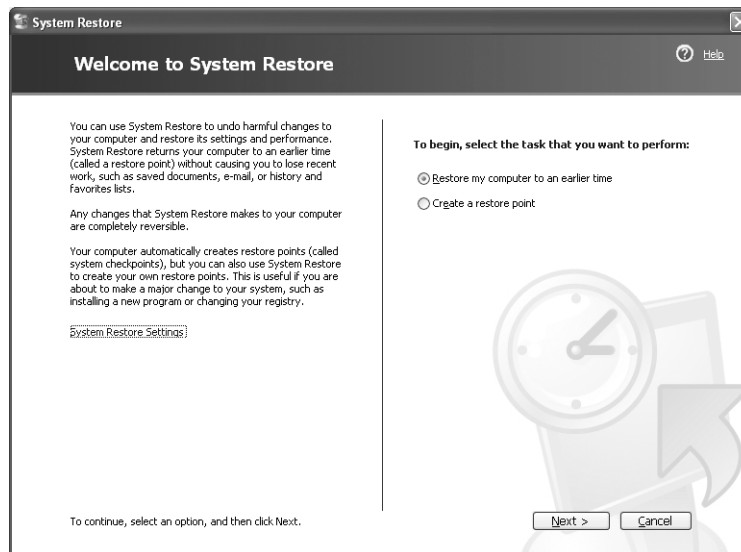 System Restore
Welcome to System Restore
Help
You can use System Restore to undo harmful changes to
your computer and restore its settings and performance.
System Restore returns your computer to an earlier time
(called a restore point) without causing you to lose recent
work, such as saved documents, e-mail, or history and
favorites lists.
Any changes that System Restore makes to your computer
are completely reversible.
Your computer automatically creates restore points (called
system checkpoints), but you can also use System Restore
to create your own restore points. This is useful if you are
about to make a major change to your system, such as
installing a new program or changing your registry.
System Restore Settings
To begin, select the task that you want to perform:
Restore my computer to an earlier time
Create a restore point
To continue, select an option, and then click Next.
Next >
Cancel